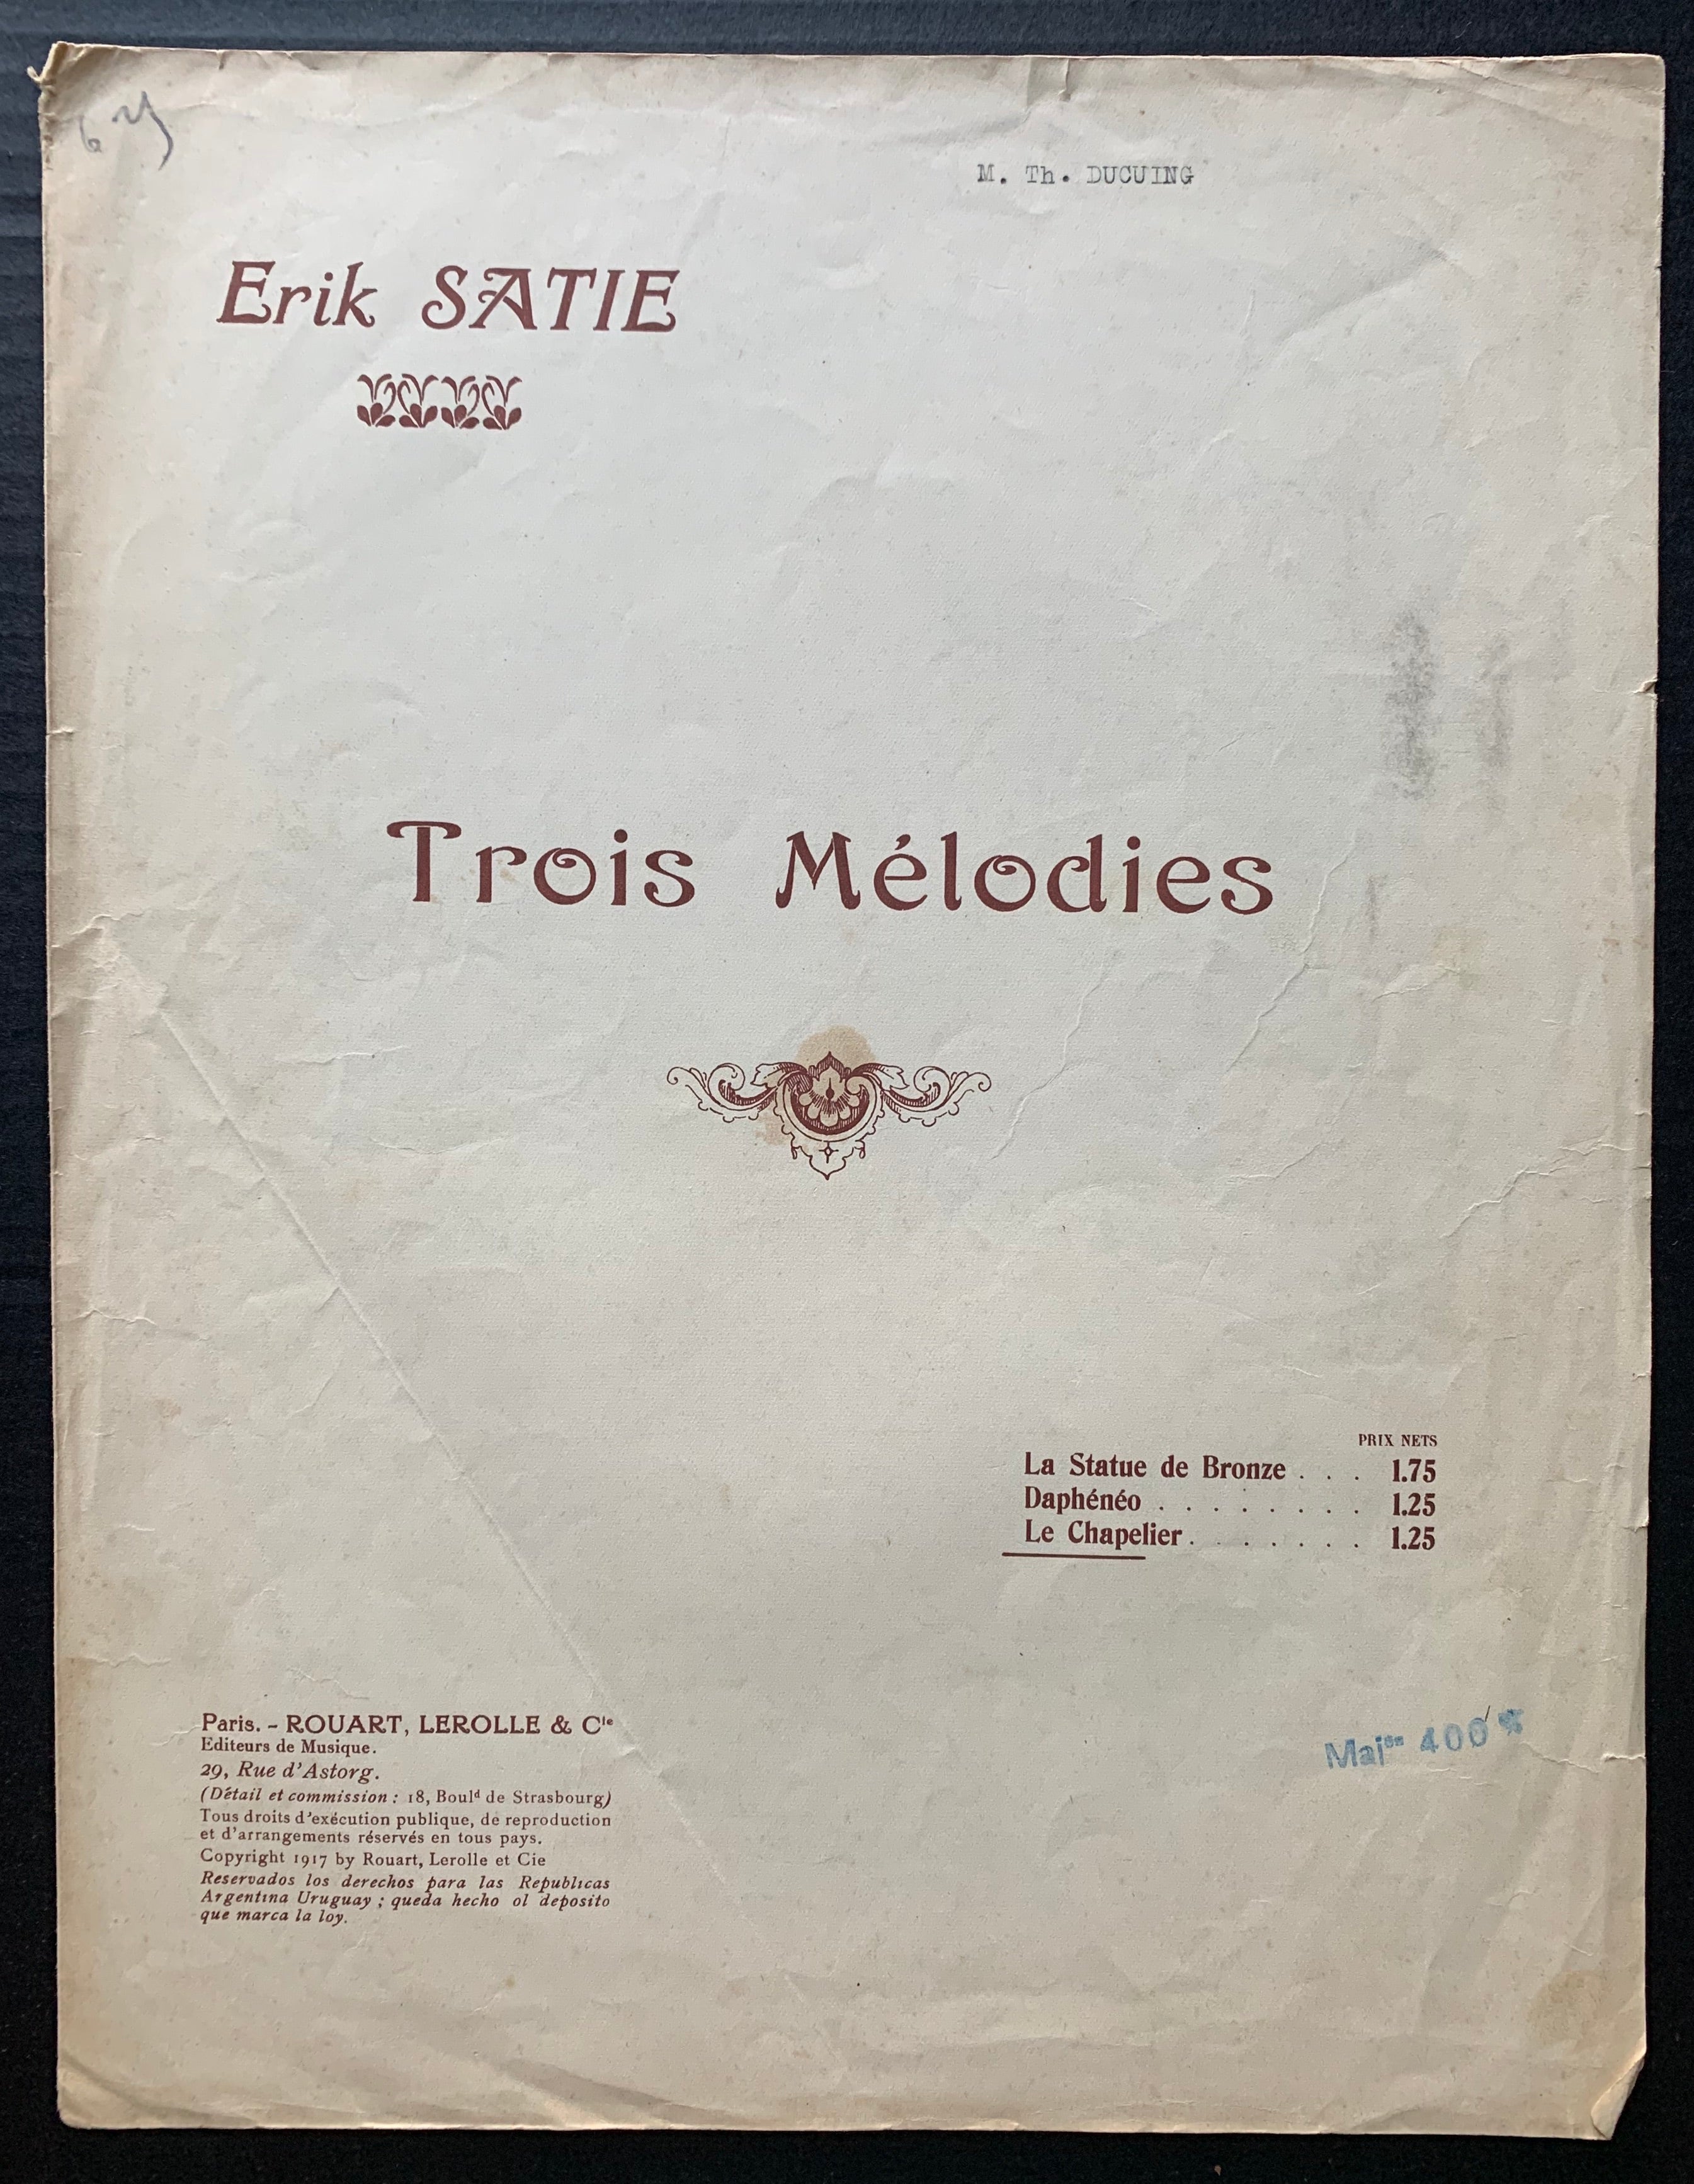 M. Th. DUCUING
Erik SATIE
Trois Mélodies
PRIX NETS
La Statue de Bronze . . . 1.75
Daphénéo . . . . . . . 1.25
Le Chapelier . . . . . . . 1.25
Paris. - ROUART, LEROLLE & Cie
Editeurs de Musique.
29, Rue d'Astorg.
(Détail et commission : 18, Bould de Strasbourg)
Tous droits d'exécution publique, de reproduction
et d'arrangements réservés en tous pays.
Copyright 1917 by Rouart, Lerolle et Cie
Reservados los derechos para las Republicas
Argentina Uruguay ; queda hecho ol deposito
que marca la loy.
Maion 400 %